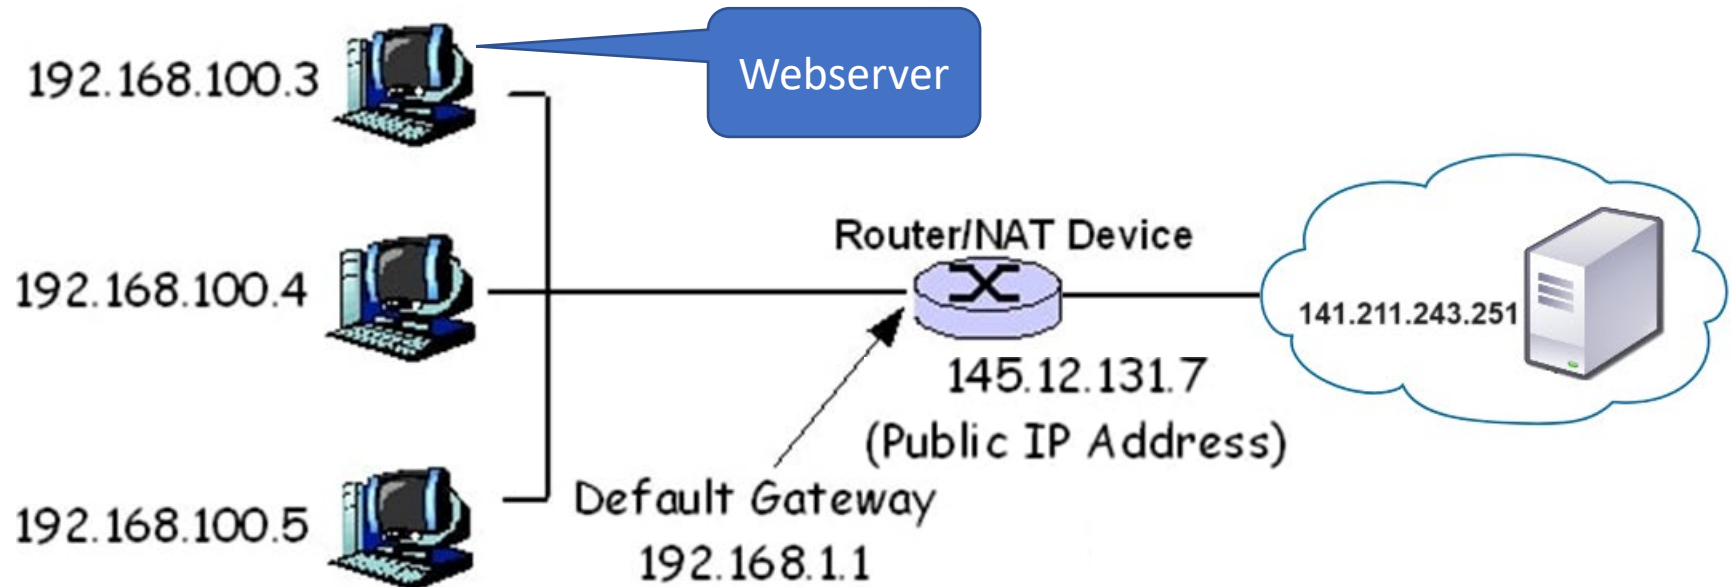 192.168.100.3
Webserver
Router/NAT Device
192.168.100.4
141.211.243.251
145.12.131.7
(Public IP Address)
Default Gateway
192.168.100.5
192.168.1.1